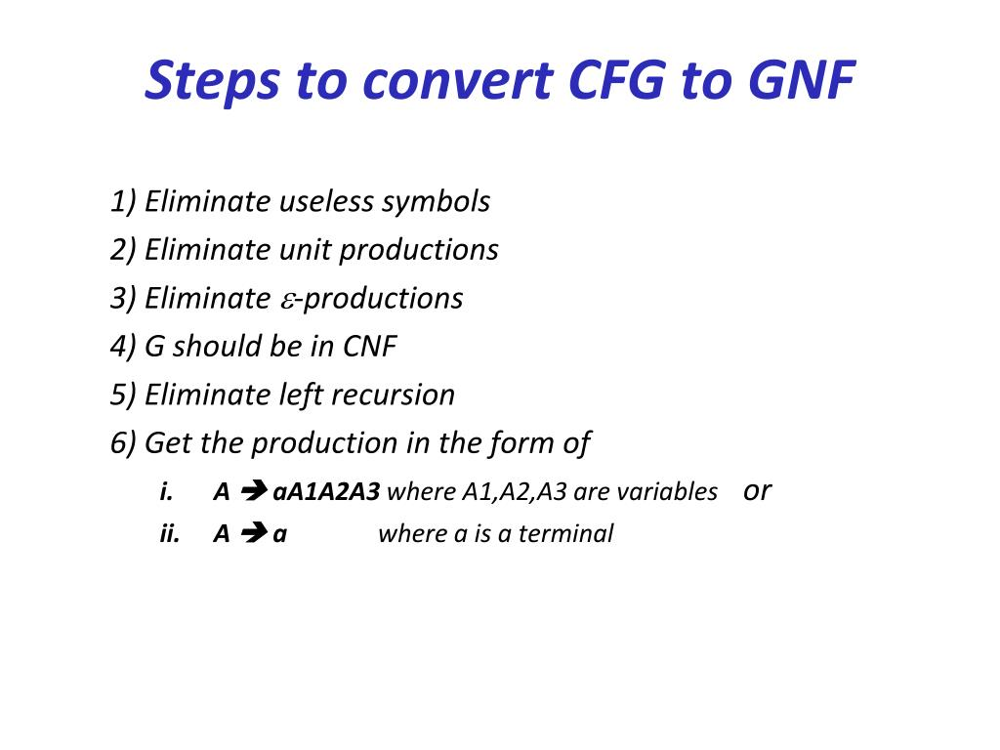 Steps to convert CFG to GNF
1) Eliminate useless symbols
2) Eliminate unit productions
3) Eliminate ε-productions
4) G should be in CNF
5) Eliminate left recursion
6) Get the production in the form of
i. A 🡺 aA1A2A3 where A1,A2,A3 are variables or
ii. A 🡺 a where a is a terminal